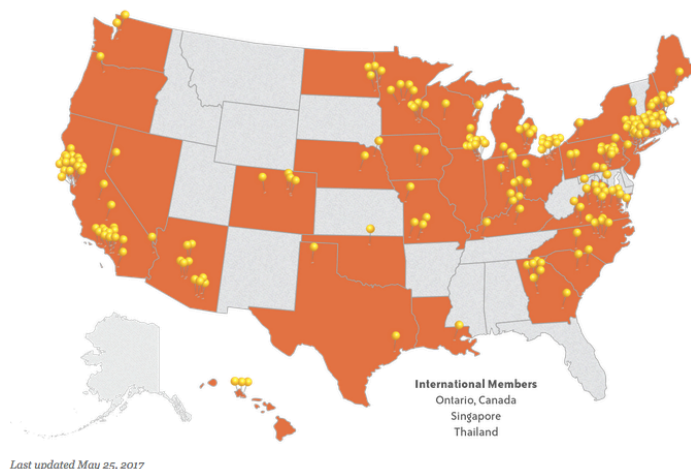 International Members
Ontario, Canada
Singapore
Thailand
Last updated May 25, 2017